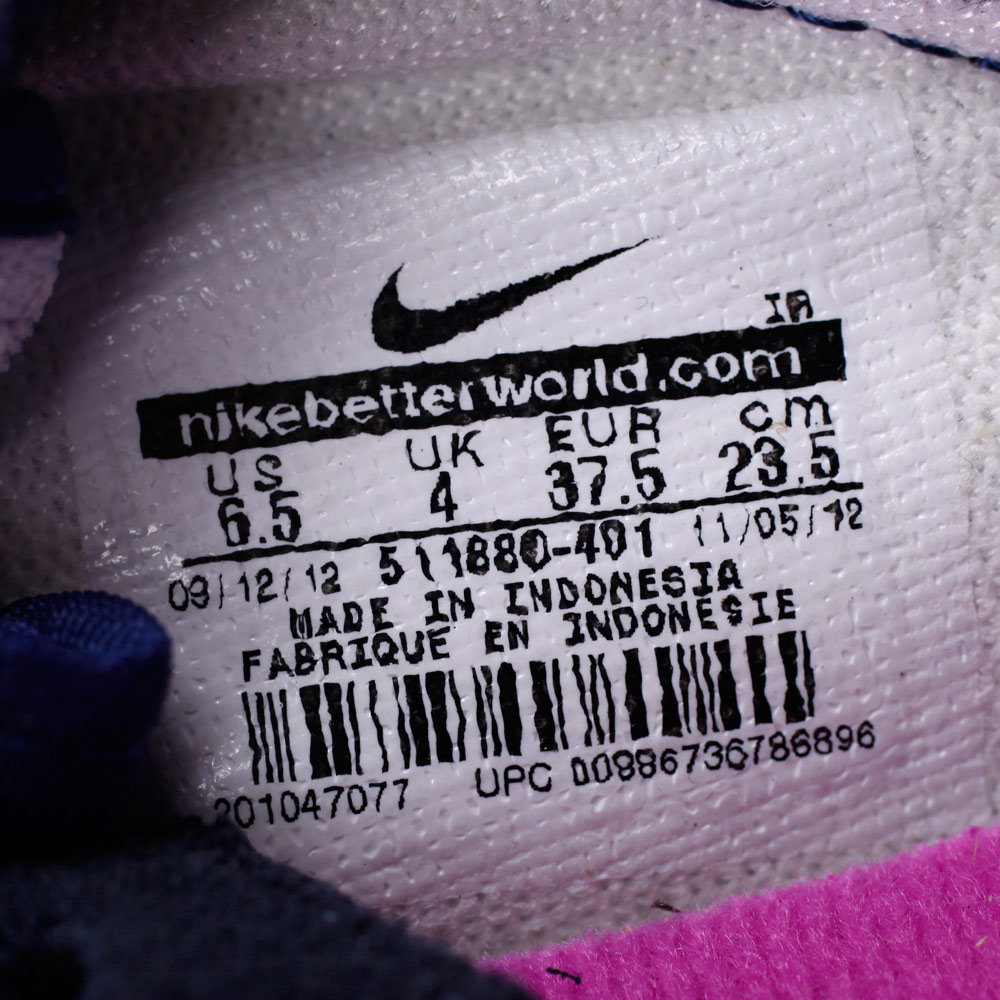 IA
nikebetterworld.com
US UK EUR cm
6.5 4 37.5 23.5
09/12/12 511880-401 11/05/12
MADE IN INDONESIA
FABRIQUE EN INDONESIE
201047077 UPC 00886736786896